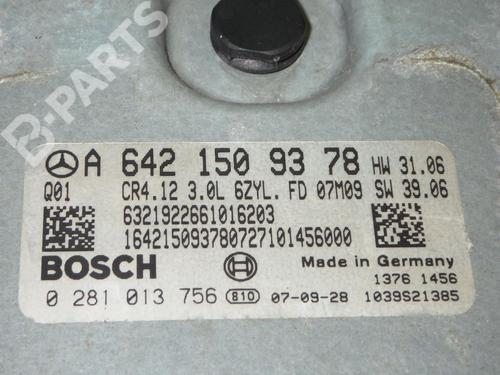 B-PARTS
A 642 150 93 78 HW 31.06
Q01 CR4.12 3.0L 6ZYL. FD 07M09 SW 39.06
6321922661016203
164215093780727101456000
BOSCH Made in Germany
1376 1456
0 281 013 756 810 07-09-28 1039S21385